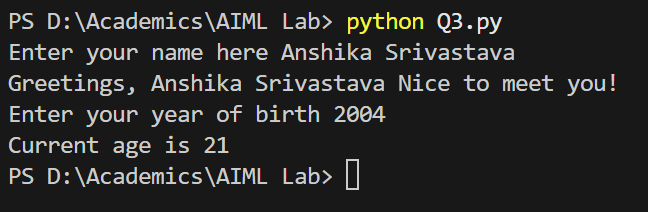 PS D:\Academics\AIML Lab> python Q3.py
Enter your name here Anshika Srivastava
Greetings, Anshika Srivastava Nice to meet you!
Enter your year of birth 2004
Current age is 21
PS D:\Academics\AIML Lab>